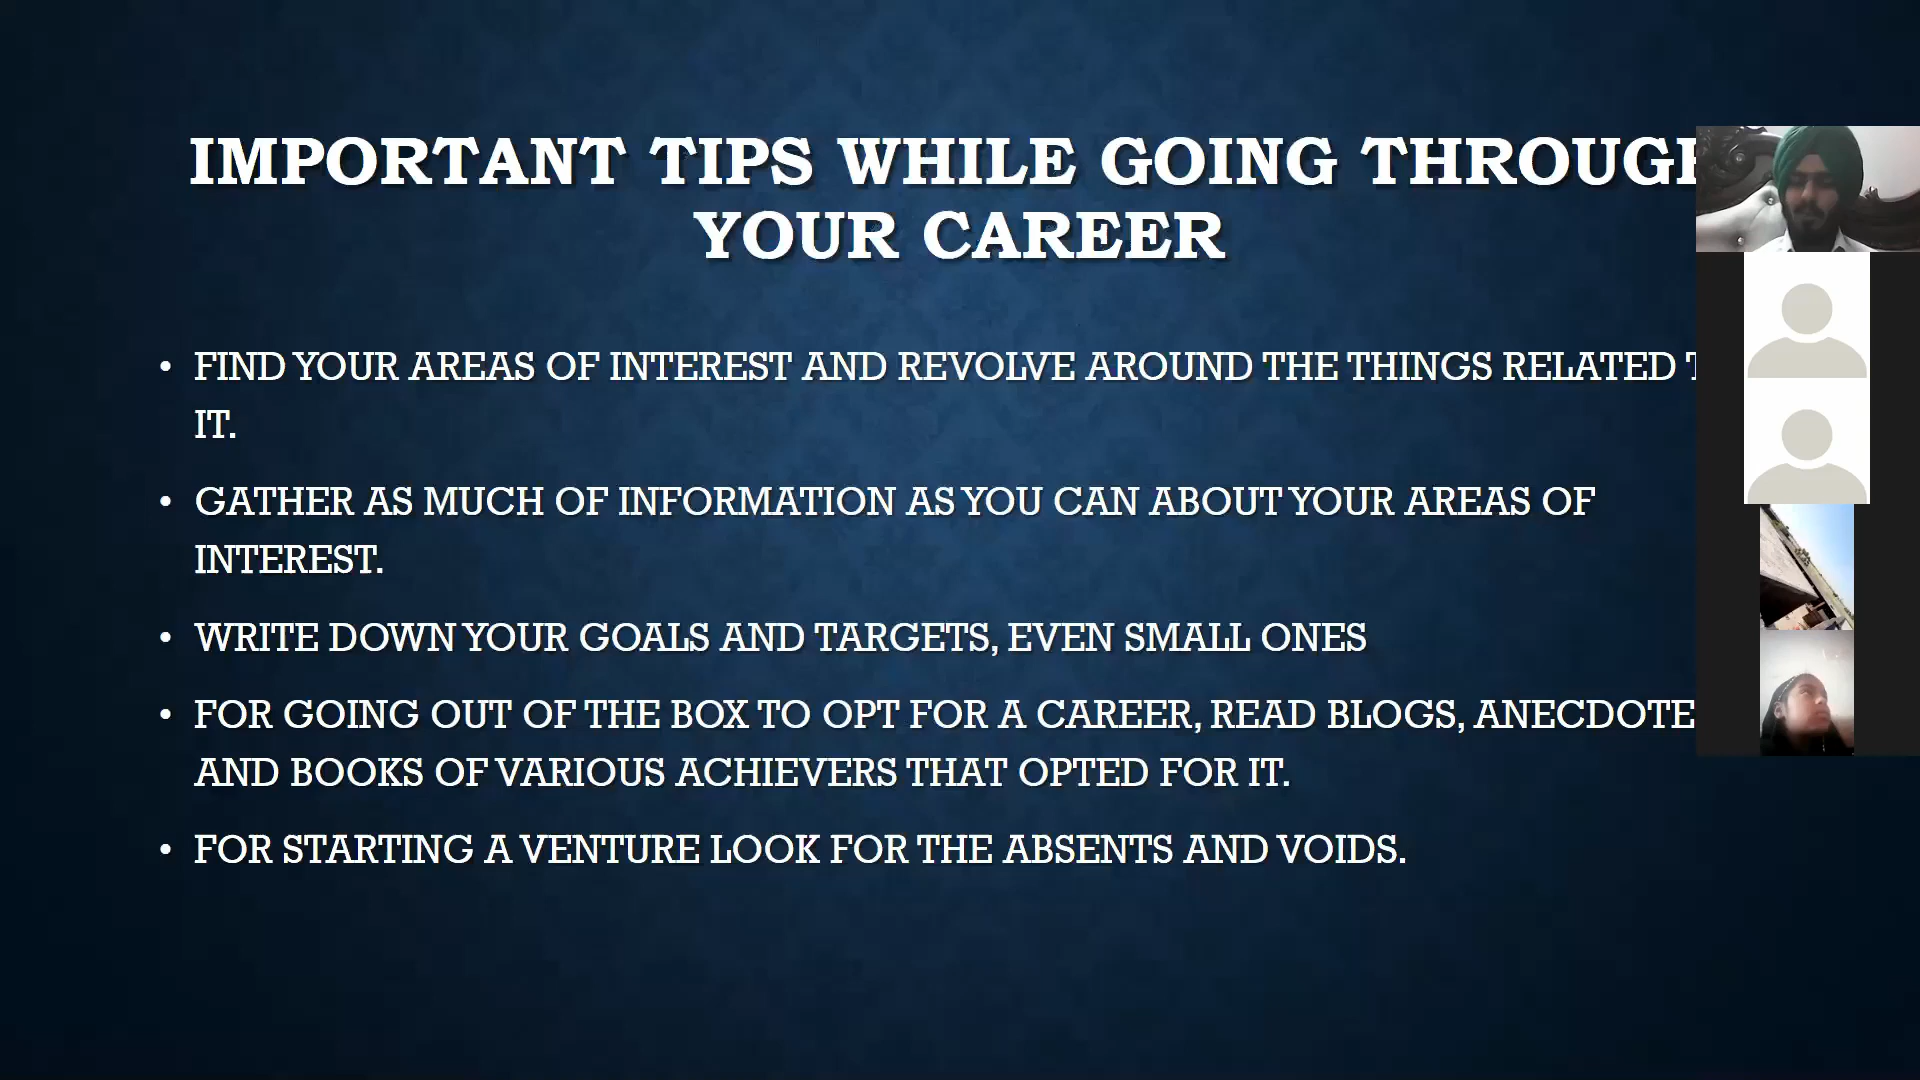 IMPORTANT TIPS WHILE GOING THROUGH
YOUR CAREER
• FIND YOUR AREAS OF INTEREST AND REVOLVE AROUND THE THINGS RELATED
IT.
• GATHER AS MUCH OF INFORMATION AS YOU CAN ABOUT YOUR AREAS OF
INTEREST.
• WRITE DOWN YOUR GOALS AND TARGETS, EVEN SMALL ONES
• FOR GOING OUT OF THE BOX TO OPT FOR A CAREER, READ BLOGS, ANECDOTE
AND BOOKS OF VARIOUS ACHIEVERS THAT OPTED FOR IT.
• FOR STARTING A VENTURE LOOK FOR THE ABSENTS AND VOIDS.